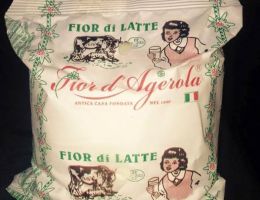 FIOR di LATTE
Fior d'Agerola
ANTICA CASA FONDATA
FIOR di LATTE